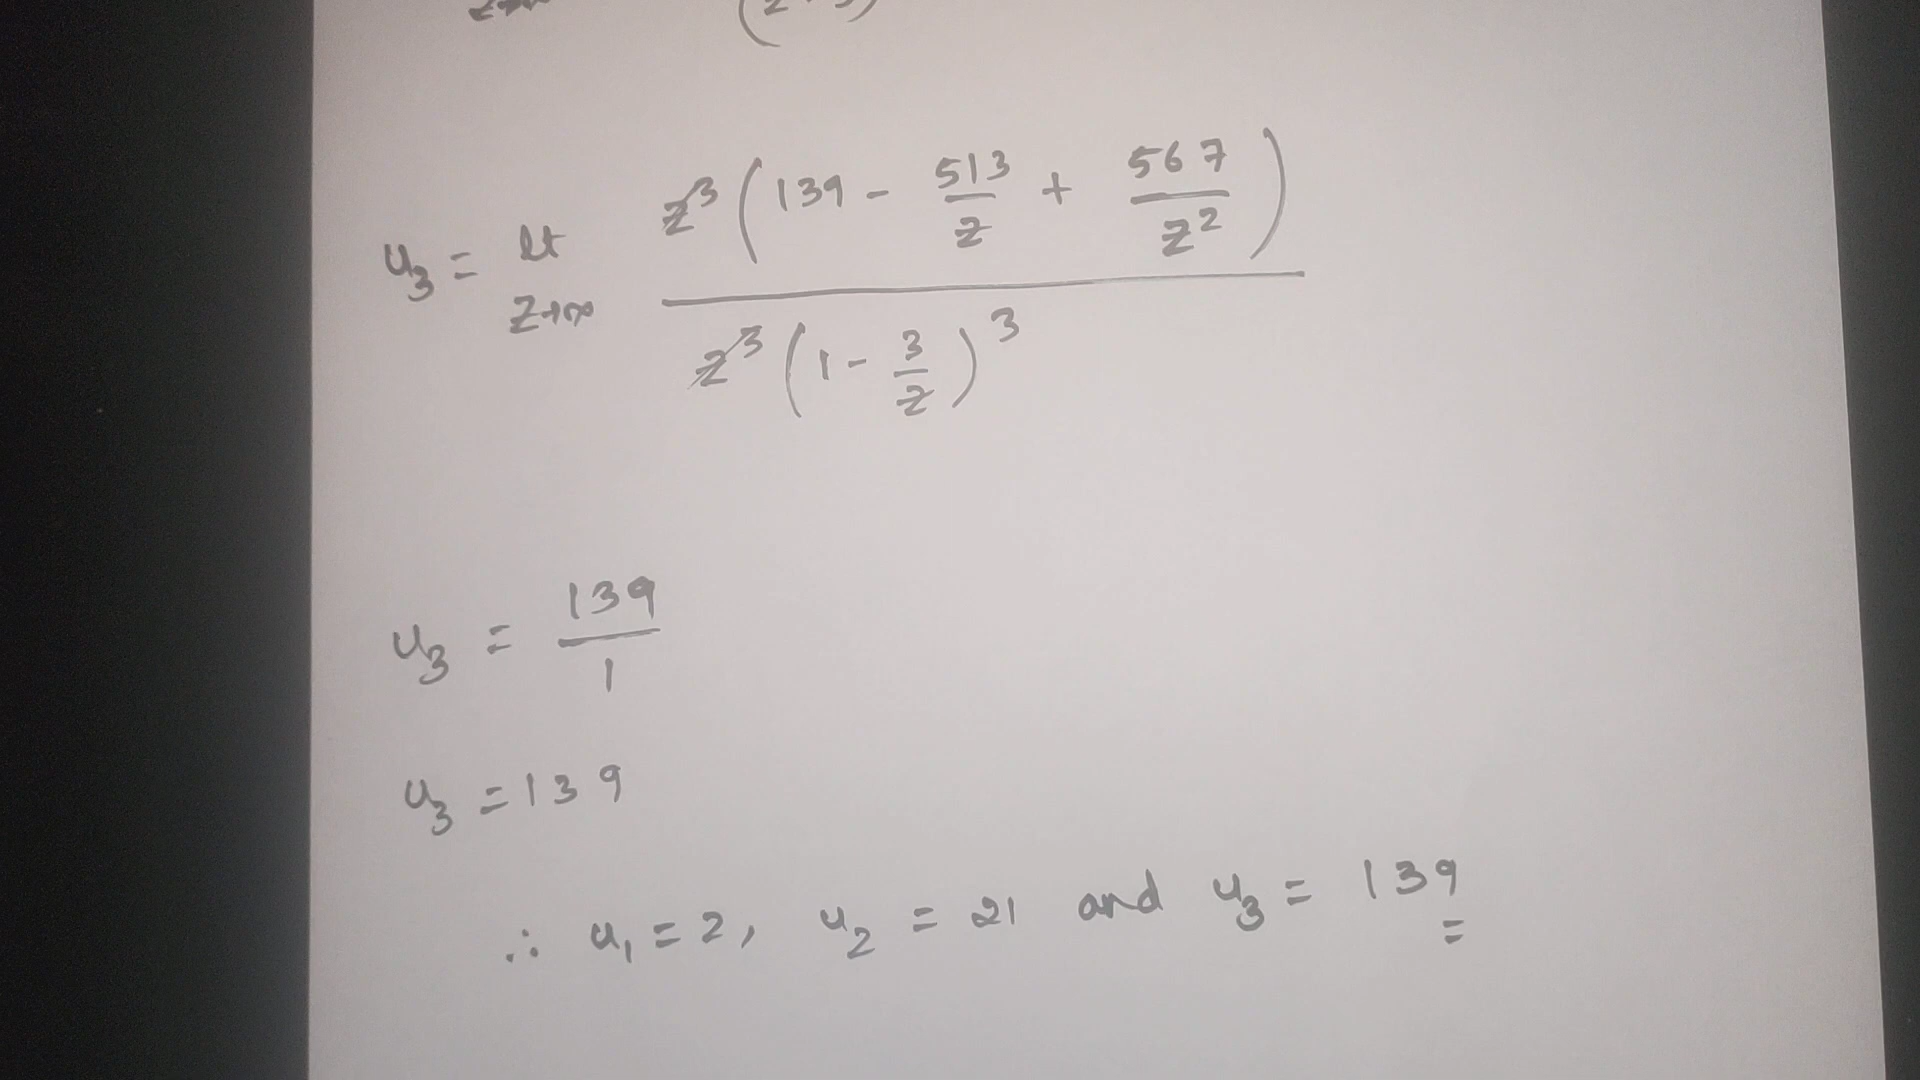 u₃ = lt z→∞ z³ (139 - 513/z + 567/z²) / z³ (1 - 3/z)³
u₃ = 139/1
u₃ = 139
∴ u₁ = 2, u₂ = 21 and u₃ = 139